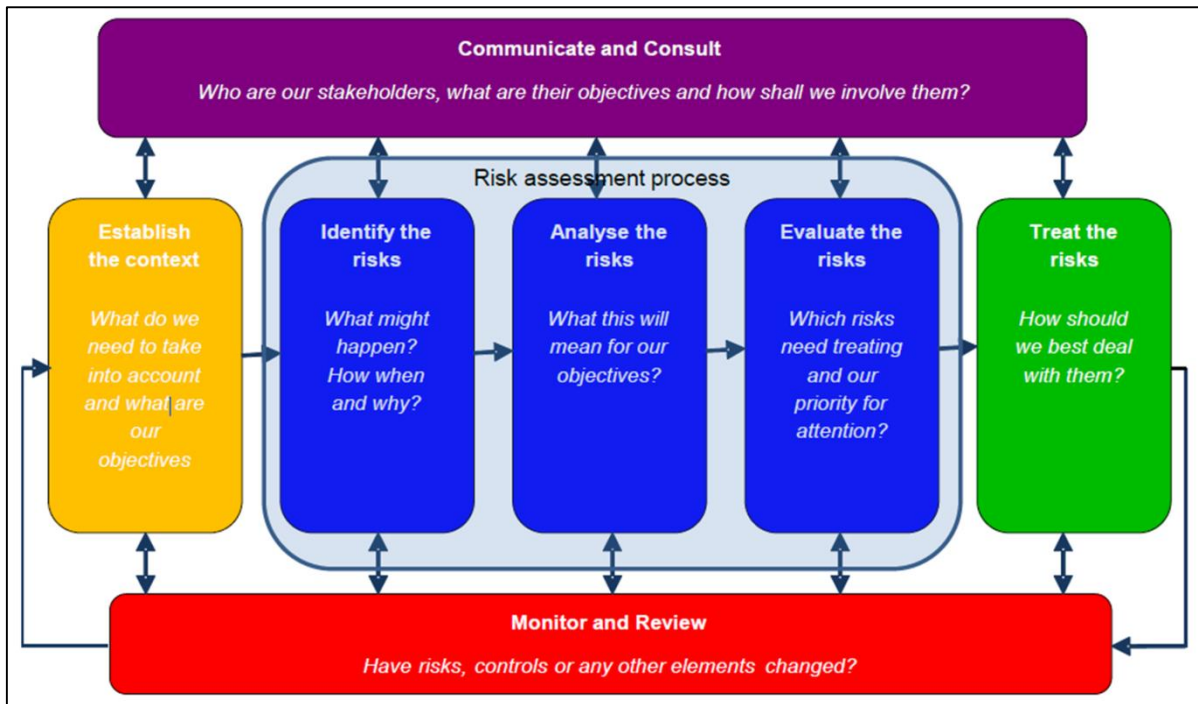 Communicate and Consult
Who are our stakeholders, what are their objectives and how shall we involve them?
Risk assessment process
Establish
the context
What do we
need to take
into account
and what are
our
objectives
Identify the
risks
What might
happen?
How when
and why?
Analyse the
risks
What this will
mean for our
objectives?
Evaluate the
risks
Which risks
need treating
and our
priority for
attention?
Treat the
risks
How should
we best deal
with them?
Monitor and Review
Have risks, controls or any other elements changed?